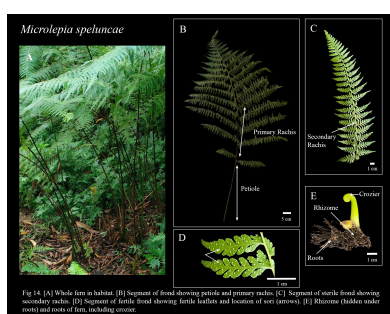 Microlepia speluncae
A
B
Primary Rachis
Petiole
5 cm
C
Secondary
Rachis
1 cm
D
1 cm
E
Crozier
Rhizome
Roots
1 cm
Fig 14. [A] Whole fern in habitat. [B] Segment of frond showing petiole and primary rachis. [C] Segment of sterile frond showing
secondary rachis. [D] Segment of fertile frond showing fertile leaflets and location of sori (arrows). [E] Rhizome (hidden under
roots) and roots of fern, including crozier.